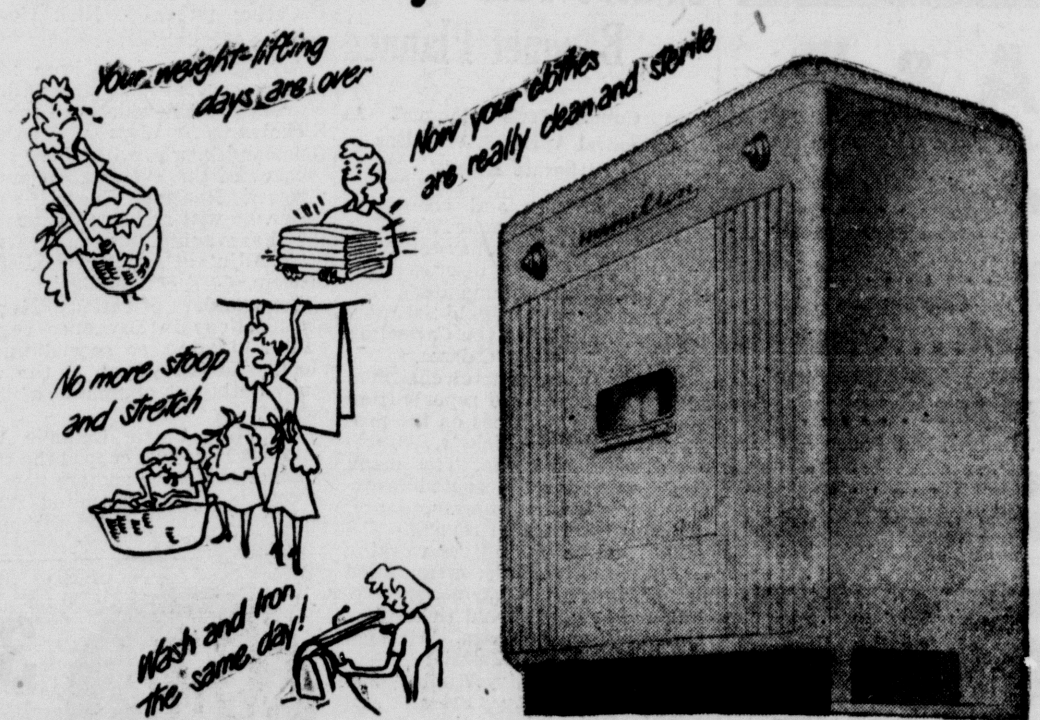 Your weight-lifting
days are over
Now your clothes
are really clean and sterile
Hamilton
No more stoop
and stretch
Wash and Iron
the same day!